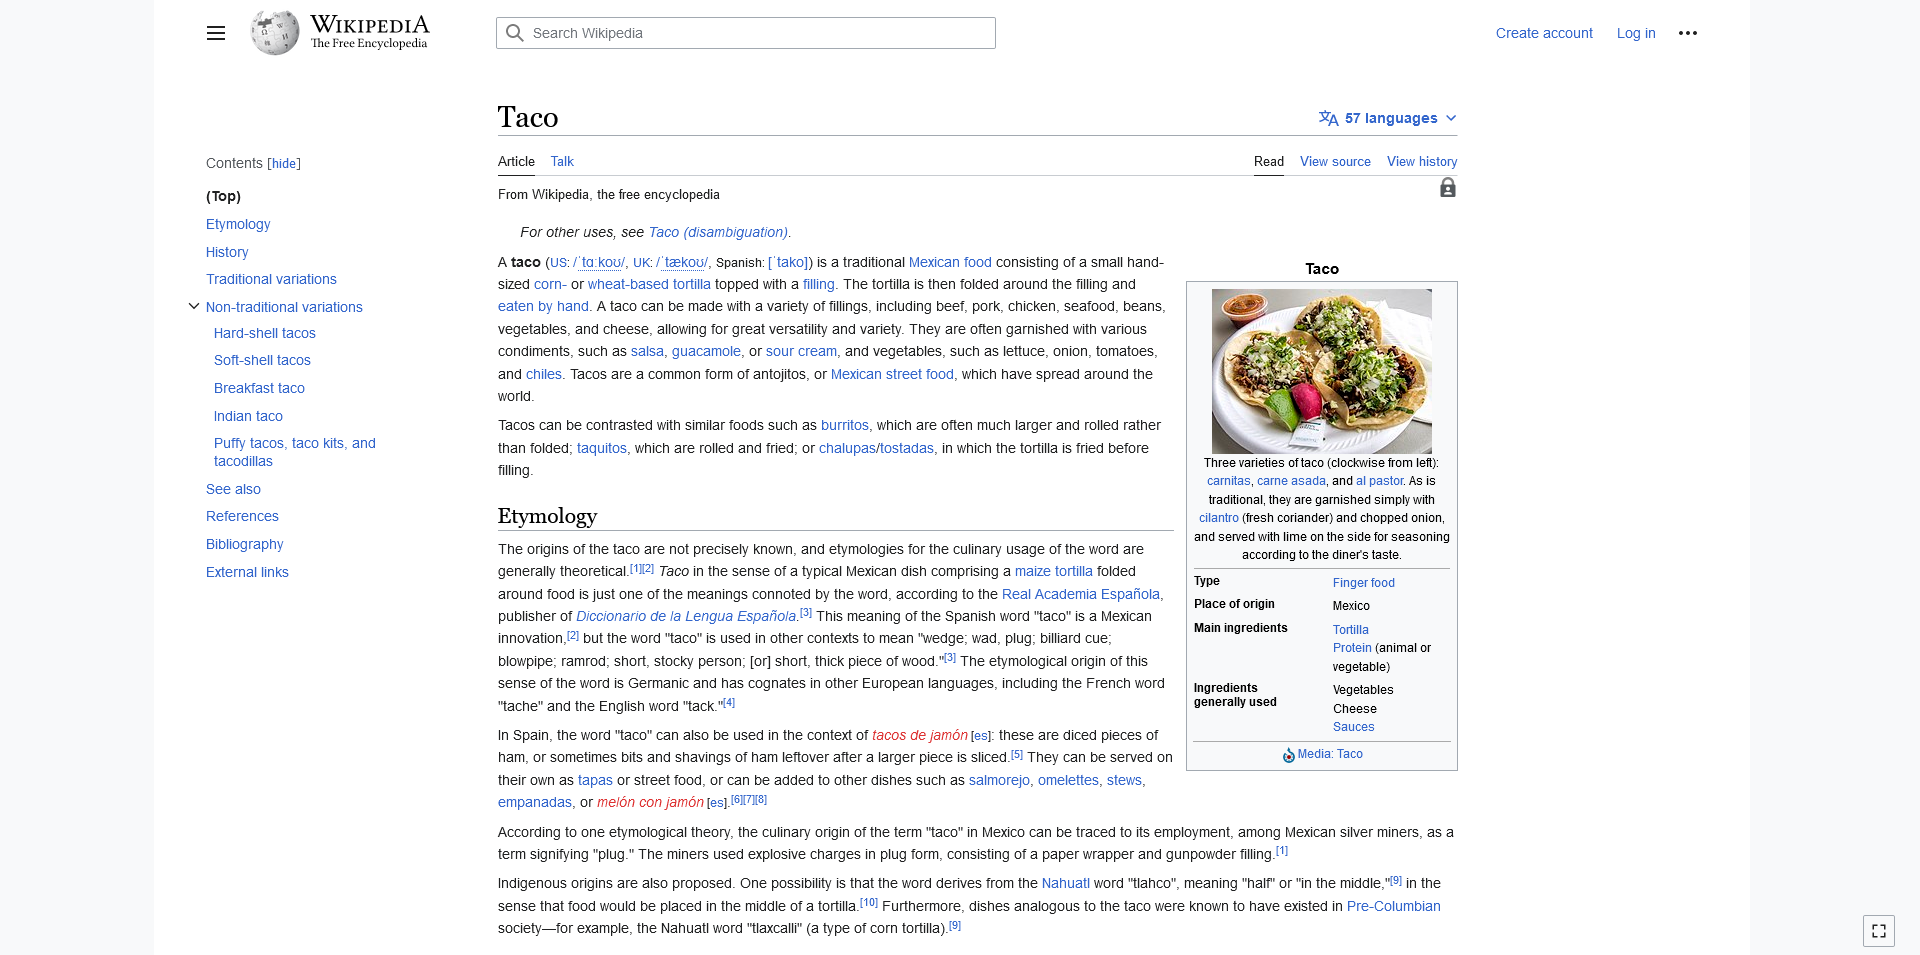 WIKIPEDIA
The Free Encyclopedia
Search Wikipedia
Create account
Log in
Taco
57 languages
Contents [hide]
(Top)
Etymology
History
Traditional variations
Non-traditional variations
Hard-shell tacos
Soft-shell tacos
Breakfast taco
Indian taco
Puffy tacos, taco kits, and
tacodillas
See also
References
Bibliography
External links
Article
Talk
Read
View source
View history
From Wikipedia, the free encyclopedia
For other uses, see Taco (disambiguation).
A taco (US: /ˈtɑːkoʊ/, UK: /ˈtækoʊ/, Spanish: [ˈtako]) is a traditional Mexican food consisting of a small hand-
sized corn- or wheat-based tortilla topped with a filling. The tortilla is then folded around the filling and
eaten by hand. A taco can be made with a variety of fillings, including beef, pork, chicken, seafood, beans,
vegetables, and cheese, allowing for great versatility and variety. They are often garnished with various
condiments, such as salsa, guacamole, or sour cream, and vegetables, such as lettuce, onion, tomatoes,
and chiles. Tacos are a common form of antojitos, or Mexican street food, which have spread around the
world.
Tacos can be contrasted with similar foods such as burritos, which are often much larger and rolled rather
than folded; taquitos, which are rolled and fried; or chalupas/tostadas, in which the tortilla is fried before
filling.
Etymology
The origins of the taco are not precisely known, and etymologies for the culinary usage of the word are
generally theoretical.[1][2] Taco in the sense of a typical Mexican dish comprising a maize tortilla folded
around food is just one of the meanings connoted by the word, according to the Real Academia Española,
publisher of Diccionario de la Lengua Española.[3] This meaning of the Spanish word "taco" is a Mexican
innovation,[2] but the word "taco" is used in other contexts to mean "wedge; wad, plug; billiard cue;
blowpipe; ramrod; short, stocky person; [or] short, thick piece of wood."[3] The etymological origin of this
sense of the word is Germanic and has cognates in other European languages, including the French word
"tache" and the English word "tack."[4]
In Spain, the word "taco" can also be used in the context of tacos de jamón [es]: these are diced pieces of
ham, or sometimes bits and shavings of ham leftover after a larger piece is sliced.[5] They can be served on
their own as tapas or street food, or can be added to other dishes such as salmorejo, omelettes, stews,
empanadas, or melón con jamón [es].[6][7][8]
According to one etymological theory, the culinary origin of the term "taco" in Mexico can be traced to its employment, among Mexican silver miners, as a
term signifying "plug." The miners used explosive charges in plug form, consisting of a paper wrapper and gunpowder filling.[1]
Indigenous origins are also proposed. One possibility is that the word derives from the Nahuatl word "tlahco", meaning "half" or "in the middle,"[9] in the
sense that food would be placed in the middle of a tortilla.[10] Furthermore, dishes analogous to the taco were known to have existed in Pre-Columbian
society—for example, the Nahuatl word "tlaxcalli" (a type of corn tortilla).[9]
Taco
Three varieties of taco (clockwise from left):
carnitas, carne asada, and al pastor. As is
traditional, they are garnished simply with
cilantro (fresh coriander) and chopped onion,
and served with lime on the side for seasoning
according to the diner's taste.
Type
Finger food
Place of origin
Mexico
Main ingredients
Tortilla
Protein (animal or
vegetable)
Ingredients
generally used
Vegetables
Cheese
Sauces
Media: Taco